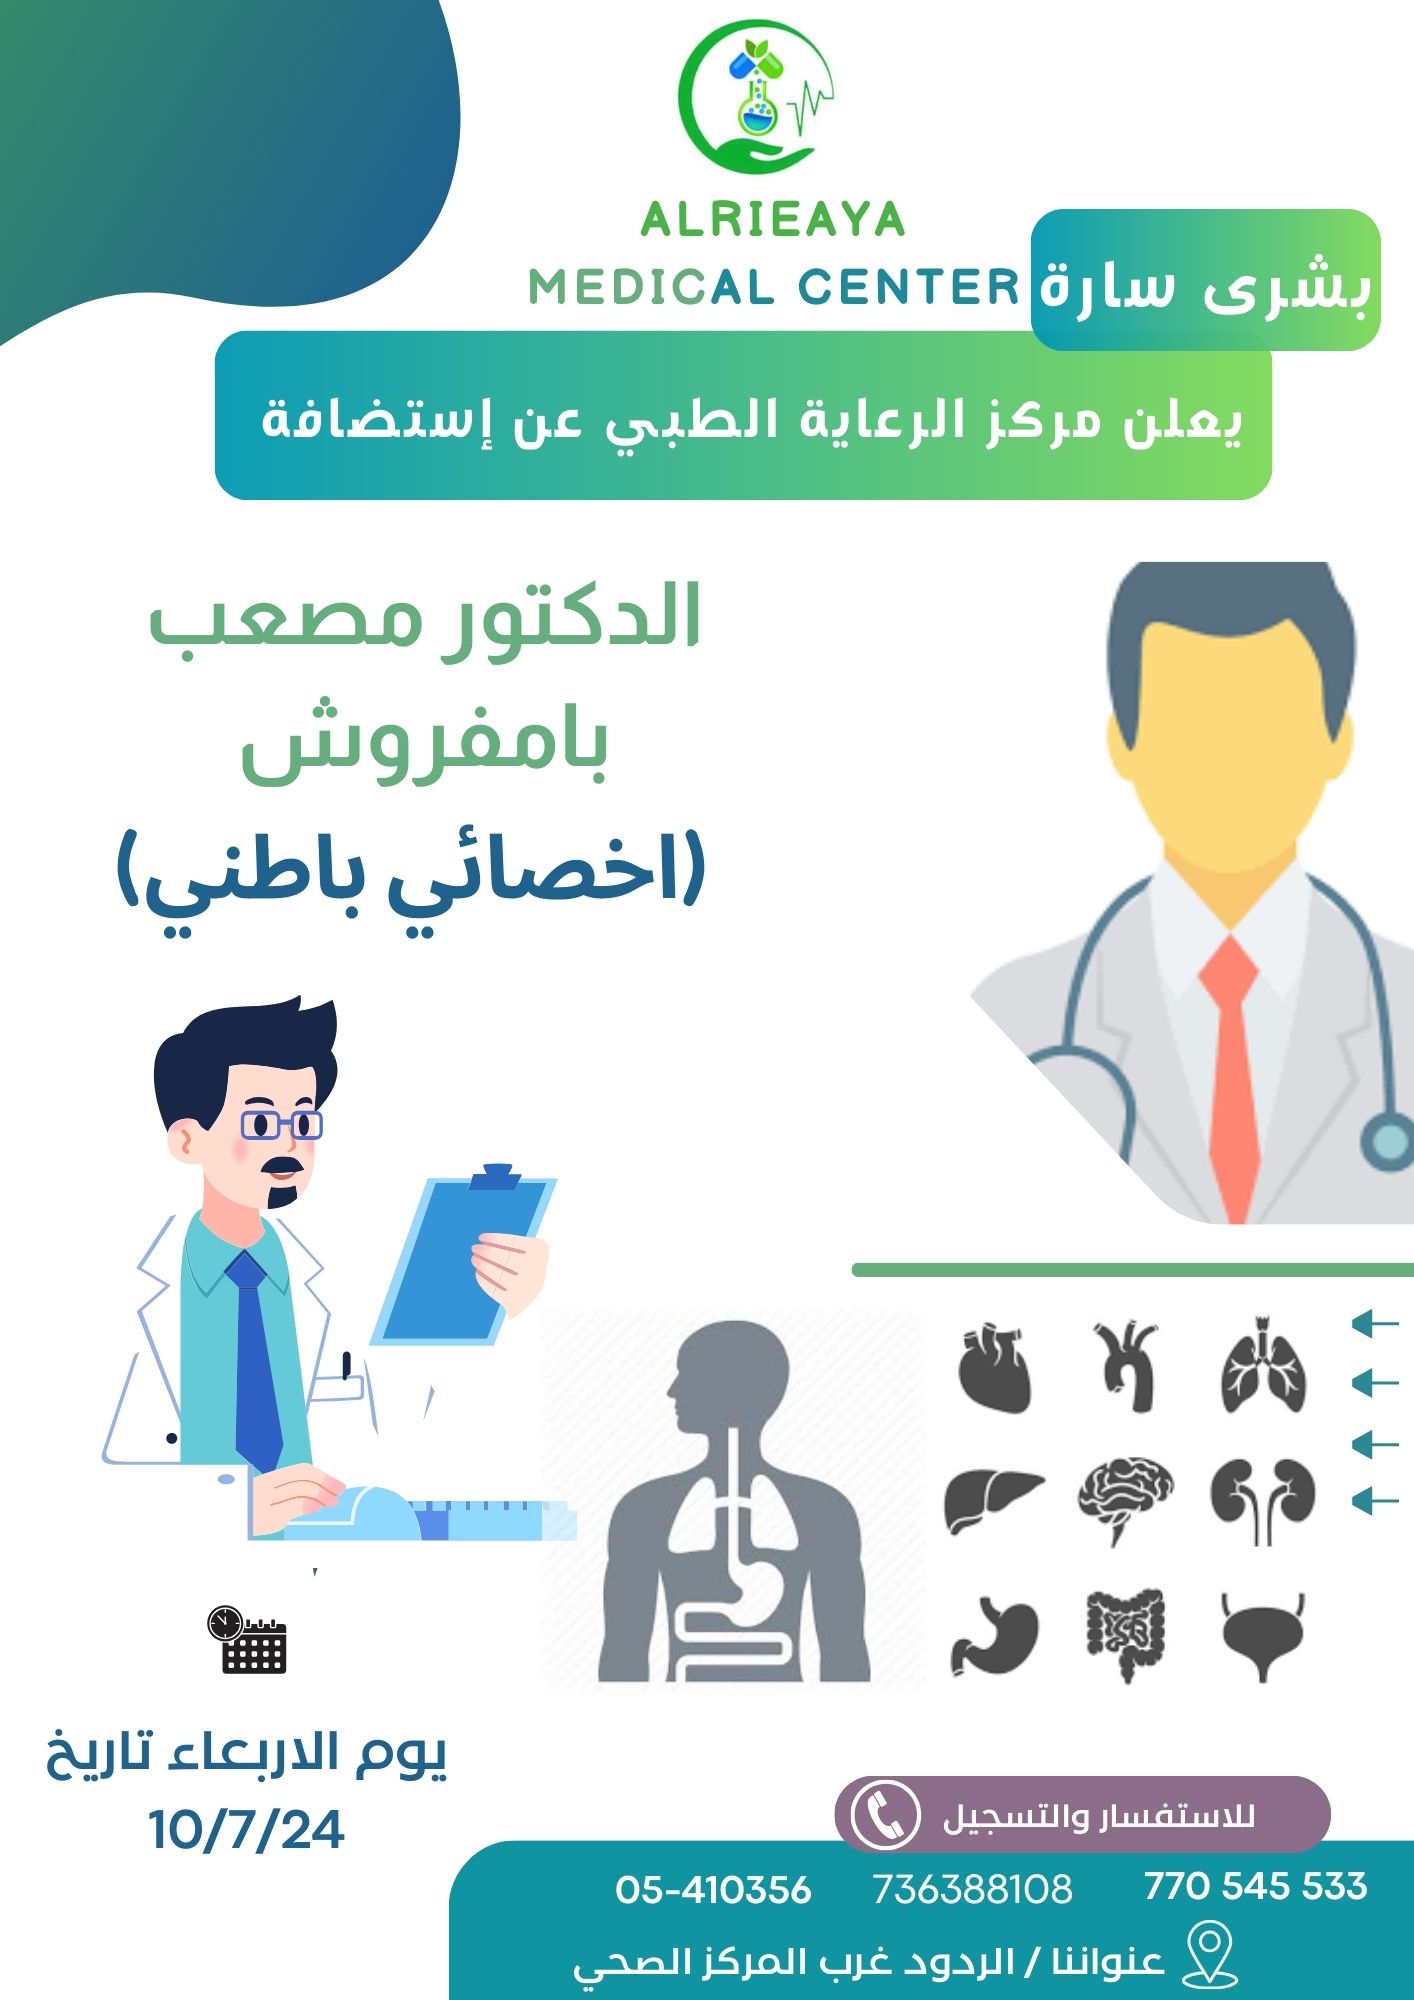 ALRIEAYA
MEDICAL CENTER
بشرى سارة
يعلن مركز الرعاية الطبي عن إستضافة
الدكتور مصعب
بامفروش
(اخصائي باطني)
يوم الاربعاء تاريخ
10/7/24
للاستفسار والتسجيل
770 545 533
736388108
05-410356
عنواننا / الردود غرب المركز الصحي